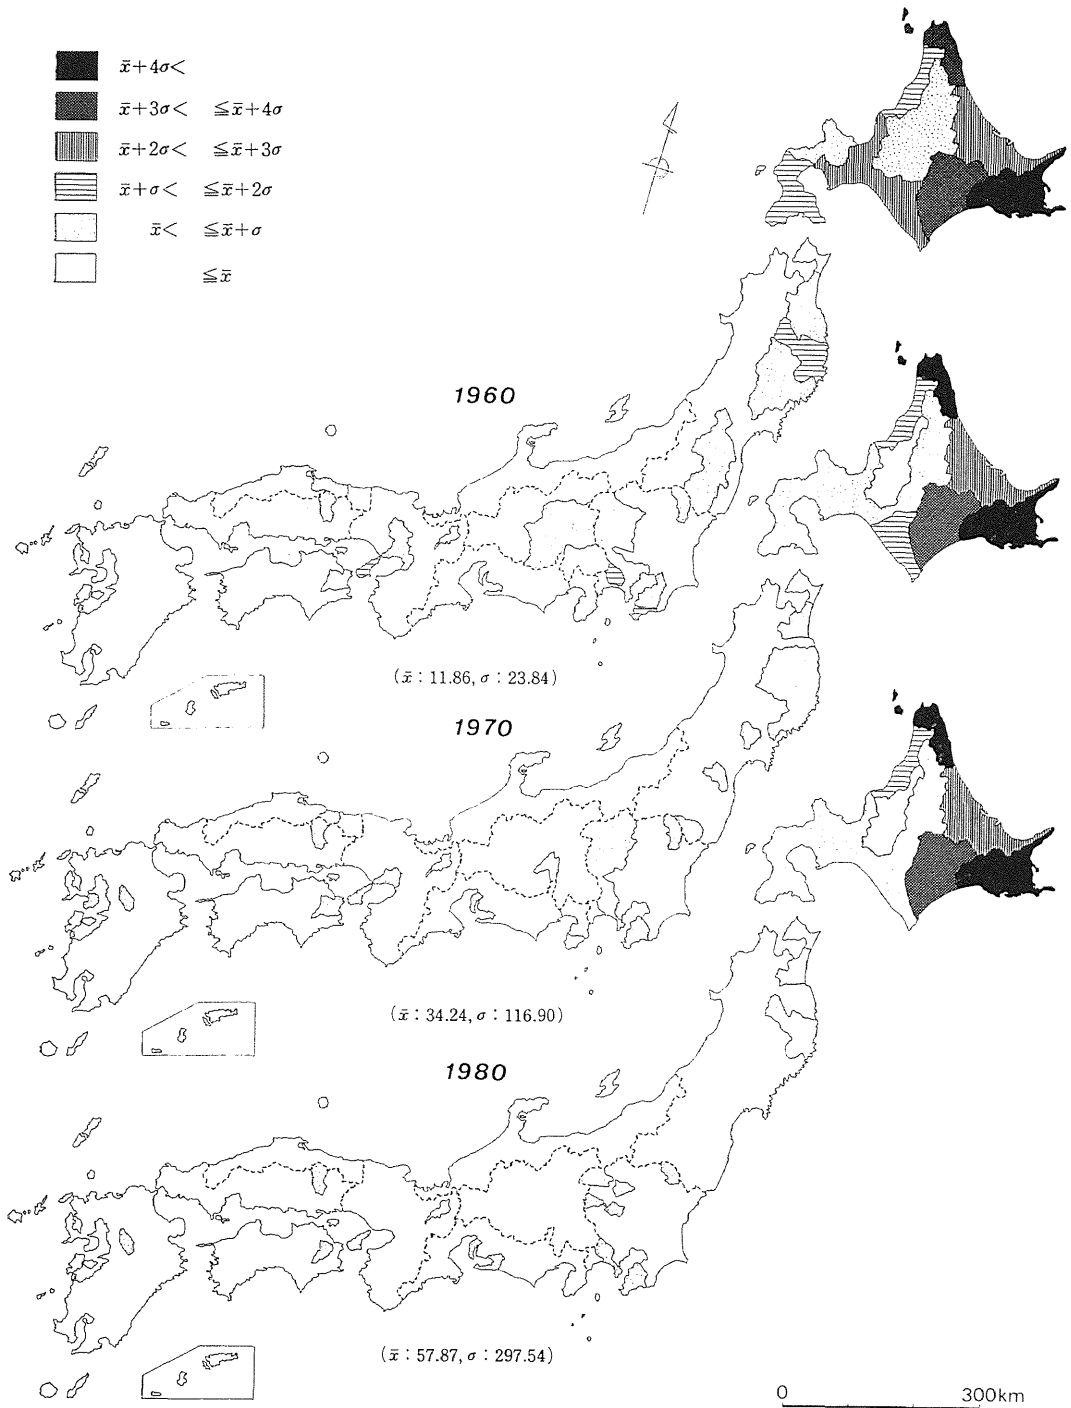 x̄+4σ<
x̄+3σ< ≦x̄+4σ
x̄+2σ< ≦x̄+3σ
x̄+σ< ≦x̄+2σ
x̄< ≦x̄+σ
≦x̄
1960
(x̄：11.86, σ：23.84)
1970
(x̄：34.24, σ：116.90)
1980
(x̄：57.87, σ：297.54)
0 300km